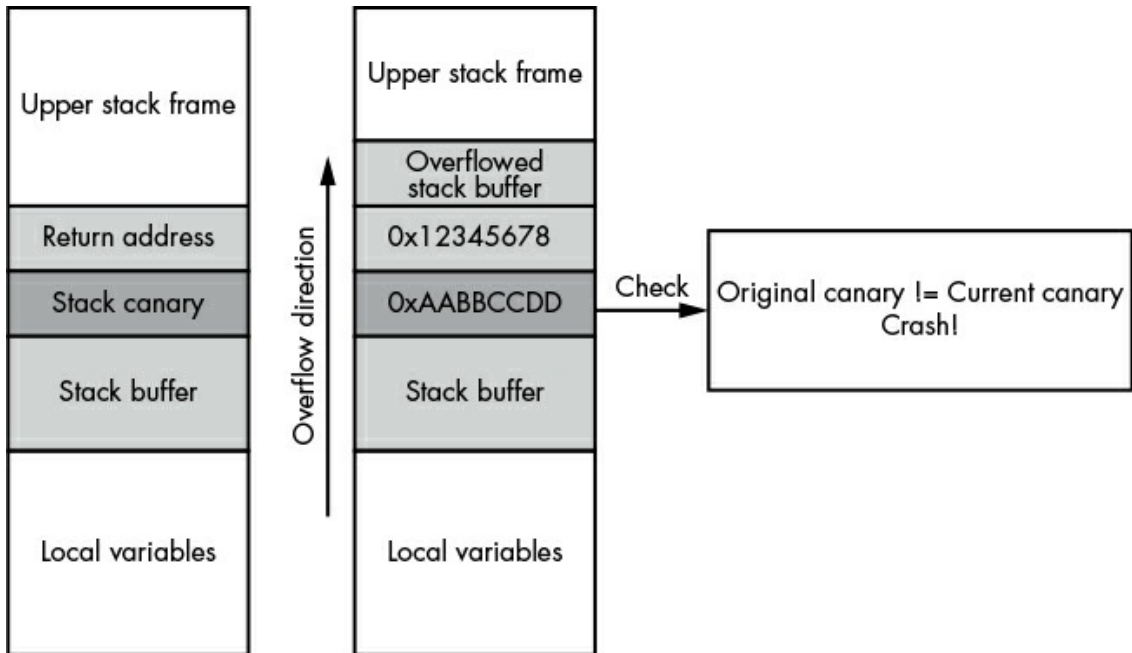 Upper stack frame
Return address
Stack canary
Stack buffer
Local variables
Overflow direction
Upper stack frame
Overflowed
stack buffer
0x12345678
0xAABBCCDD
Stack buffer
Local variables
Check
Original canary != Current canary
Crash!